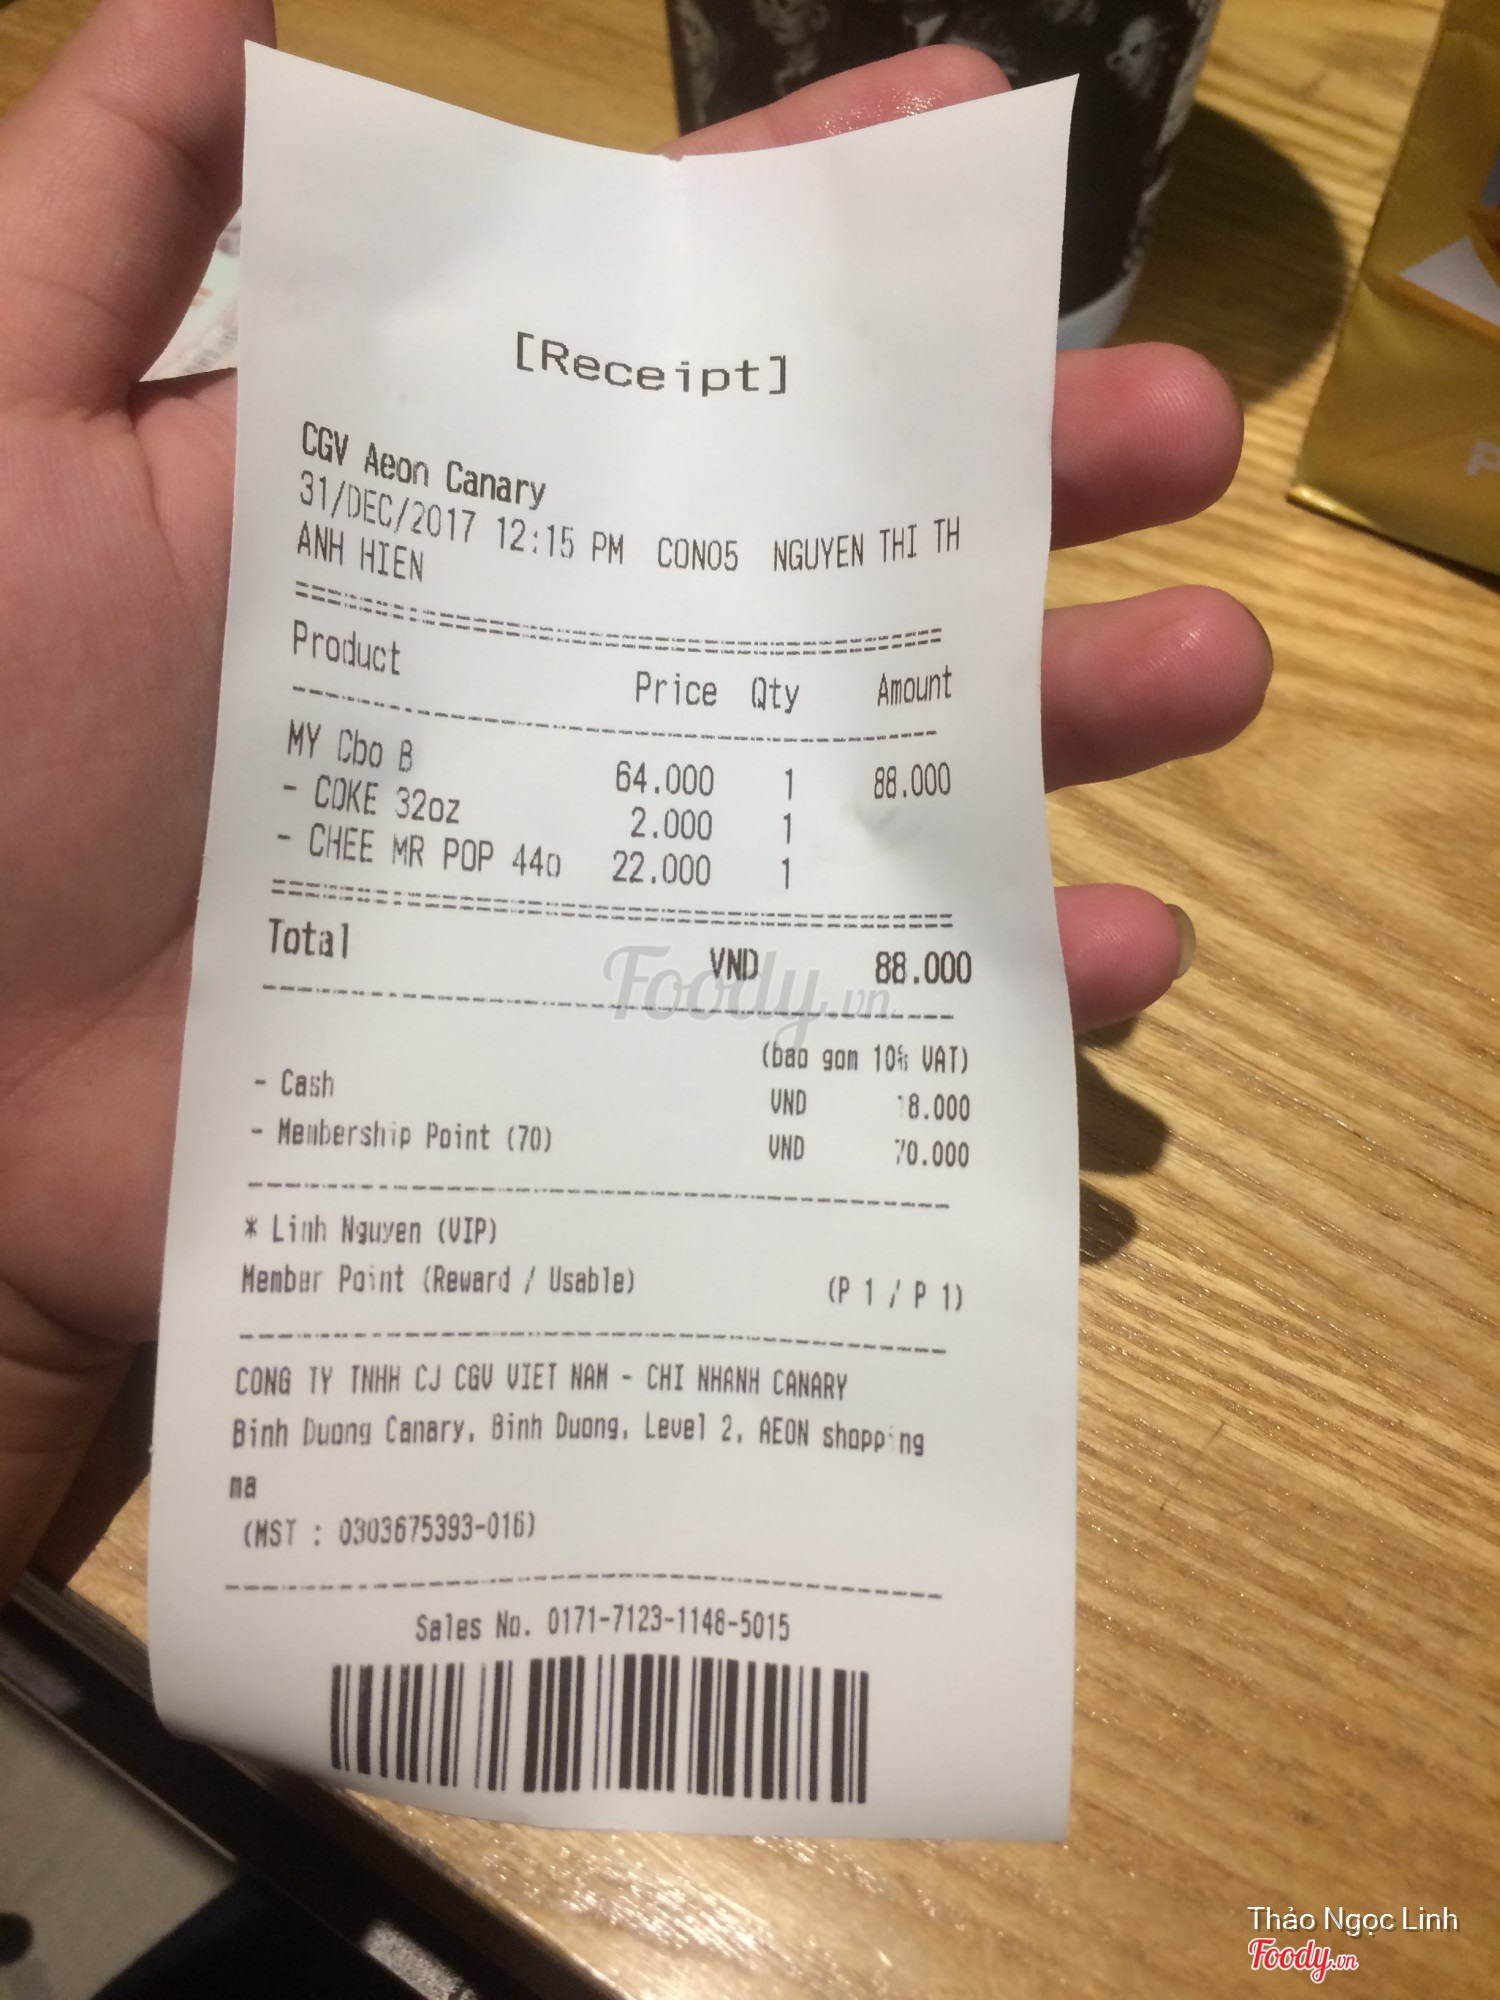 [Receipt]
CGV Aeon Canary
31/DEC/2017 12:15 PM CON05 NGUYEN THI TH
ANH HIEN
Product Price Qty Amount
MY Cbo B 64.000 1 88.000
- COKE 32oz 2.000 1
- CHEE MR POP 44o 22.000 1
Total VND 88.000
(bao gom 10% VAT)
- Cash VND 18.000
- Membership Point (70) VND 70.000
* Linh Nguyen (VIP)
Member Point (Reward / Usable) (P 1 / P 1)
CONG TY TNHH CJ CGV VIET NAM - CHI NHANH CANARY
Binh Duong Canary, Binh Duong, Level 2, AEON shopping
ma
(MST : 0303675393-016)
Sales No. 0171-7123-1148-5015
Foody.vn
Thảo Ngọc Linh
Foody.vn